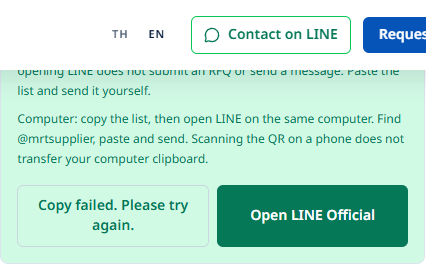 TH EN Contact on LINE Reques
opening LINE does not submit an RFQ or send a message. Paste the
list and send it yourself.
Computer: copy the list, then open LINE on the same computer. Find
@mrtsupplier, paste and send. Scanning the QR on a phone does not
transfer your computer clipboard.
Copy failed. Please try
again.
Open LINE Official